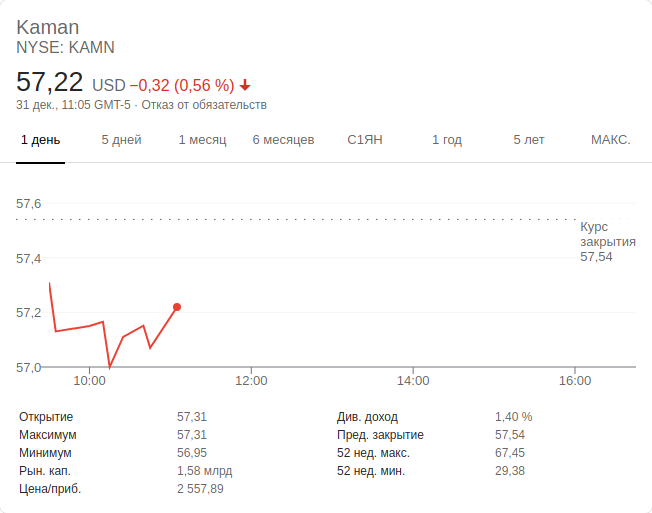 Kaman
NYSE: KAMN
57,22 USD −0,32 (0,56 %)
31 дек., 11:05 GMT-5 · Отказ от обязательств
1 день 5 дней 1 месяц 6 месяцев С1ЯН 1 год 5 лет МАКС.
57,6
Курс
закрытия
57,54
57,4
57,2
57,0
10:00 12:00 14:00 16:00
Открытие 57,31 Див. доход 1,40 %
Максимум 57,31 Пред. закрытие 57,54
Минимум 56,95 52 нед. макс. 67,45
Рын. кап. 1,58 млрд 52 нед. мин. 29,38
Цена/приб. 2 557,89